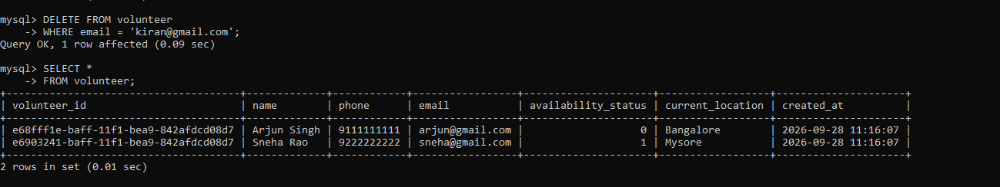 mysql> DELETE FROM volunteer
    -> WHERE email = 'kiran@gmail.com';
Query OK, 1 row affected (0.09 sec)
mysql> SELECT *
    -> FROM volunteer;
+--------------------------------------+-------------+------------+-----------------+---------------------+------------------+---------------------+
| volunteer_id                         | name        | phone      | email           | availability_status | current_location | created_at          |
+--------------------------------------+-------------+------------+-----------------+---------------------+------------------+---------------------+
| e68fff1e-baff-11f1-bea9-842afdcd08d7 | Arjun Singh | 9111111111 | arjun@gmail.com |                   0 | Bangalore        | 2026-09-28 11:16:07 |
| e6903241-baff-11f1-bea9-842afdcd08d7 | Sneha Rao   | 9222222222 | sneha@gmail.com |                   1 | Mysore           | 2026-09-28 11:16:07 |
+--------------------------------------+-------------+------------+-----------------+---------------------+------------------+---------------------+
2 rows in set (0.01 sec)